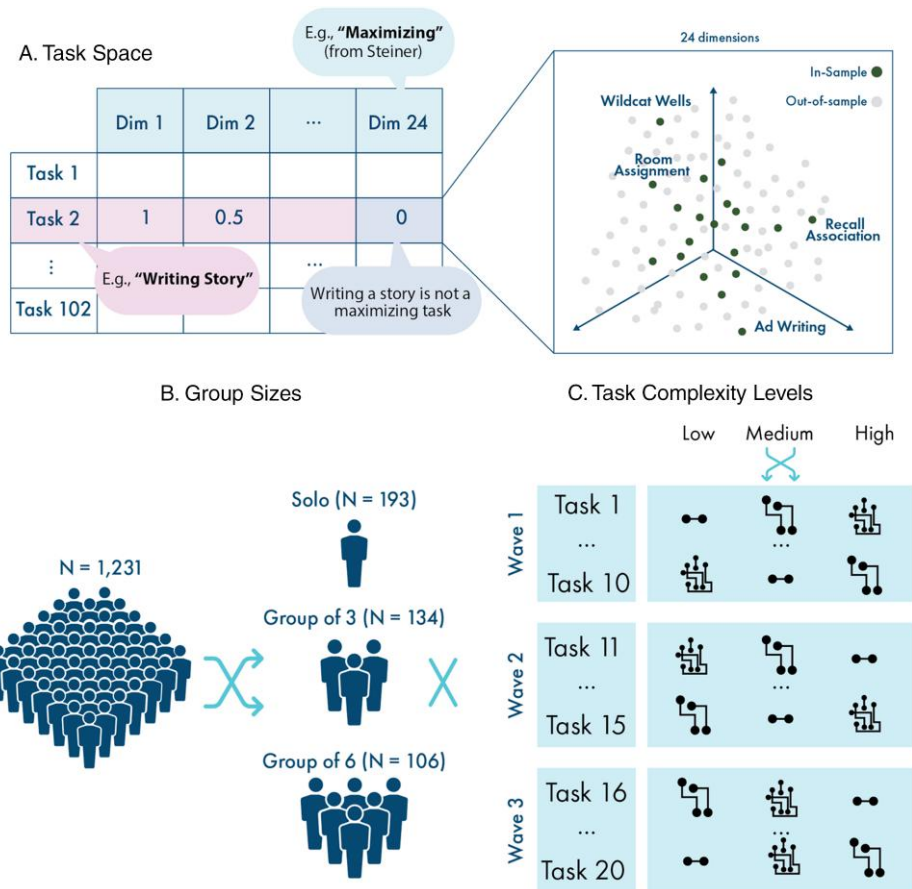 A. Task Space
E.g., "Maximizing"
(from Steiner)
Dim 1
Dim 2
...
Dim 24
Task 1
Task 2
1
0.5
0
⋮
E.g., "Writing Story"
...
Writing a story is not a
maximizing task
Task 102
24 dimensions
In-Sample
Out-of-sample
Wildcat Wells
Room
Assignment
Recall
Association
Ad Writing
B. Group Sizes
N = 1,231
Solo (N = 193)
Group of 3 (N = 134)
Group of 6 (N = 106)
C. Task Complexity Levels
Low
Medium
High
Wave 1
Task 1
...
...
Task 10
Wave 2
Task 11
...
...
Task 15
Wave 3
Task 16
...
...
Task 20